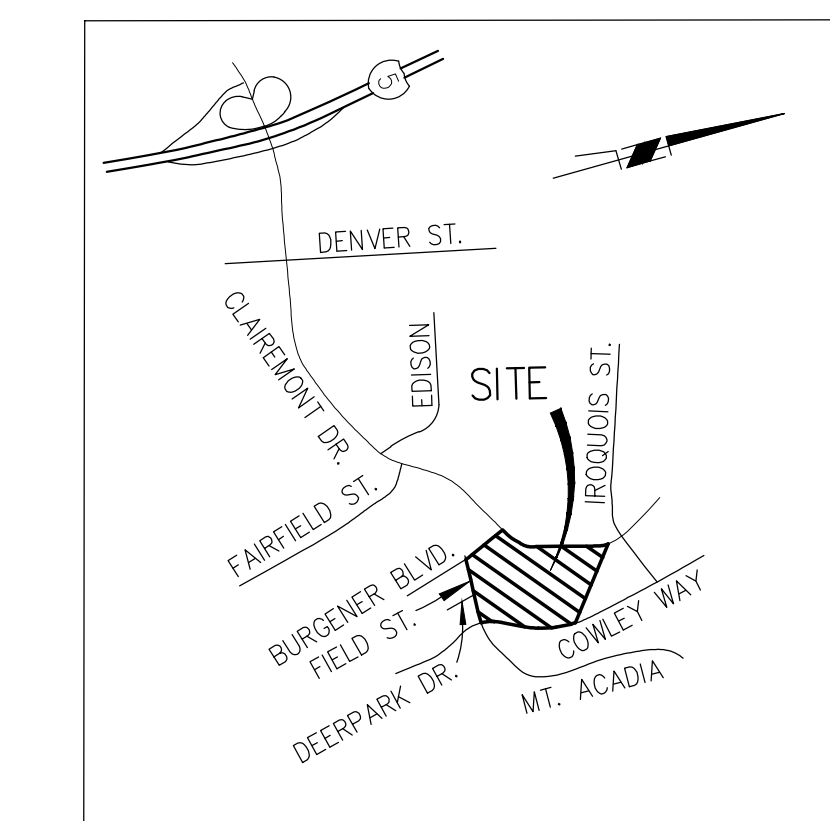 5
DENVER ST.
CLAIREMONT DR.
EDISON
SITE
IROQUOIS ST.
FAIRFIELD ST.
BURGENER BLVD.
FIELD ST.
DEERPARK DR.
COWLEY WAY
MT. ACADIA